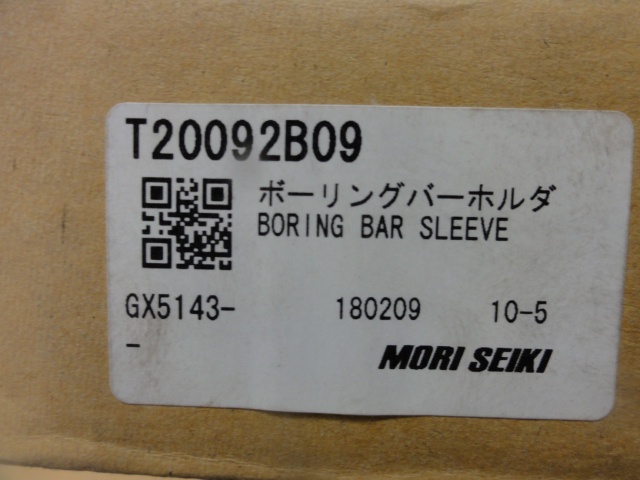 T20092B09
ボーリングバーホルダ
BORING BAR SLEEVE
GX5143- 180209 10-5
-
MORI SEIKI